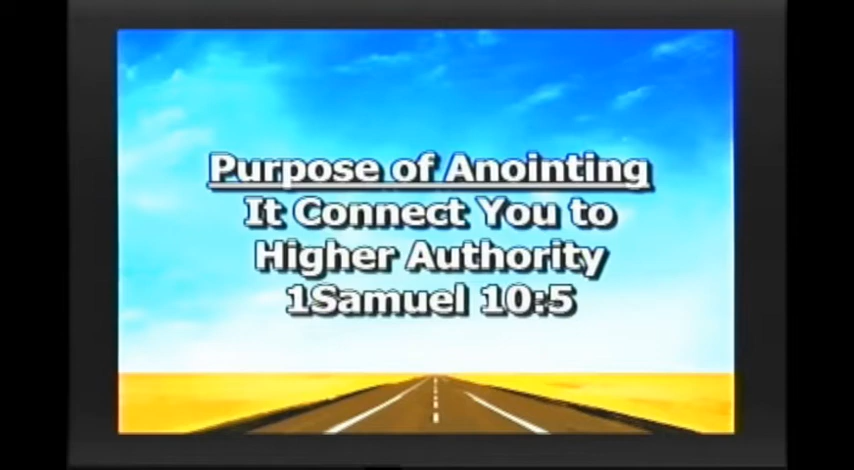 Purpose of Anointing
It Connect You to
Higher Authority
1Samuel 10:5